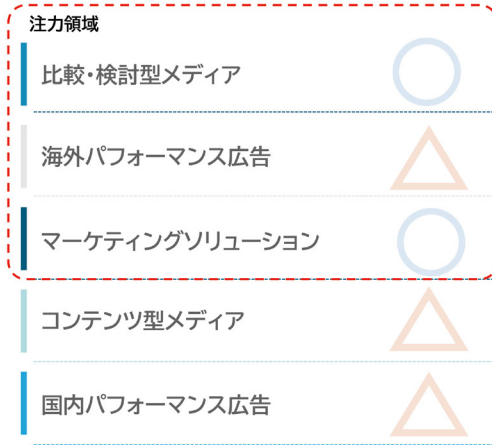 注力領域
比較・検討型メディア
海外パフォーマンス広告
マーケティングソリューション
コンテンツ型メディア
国内パフォーマンス広告